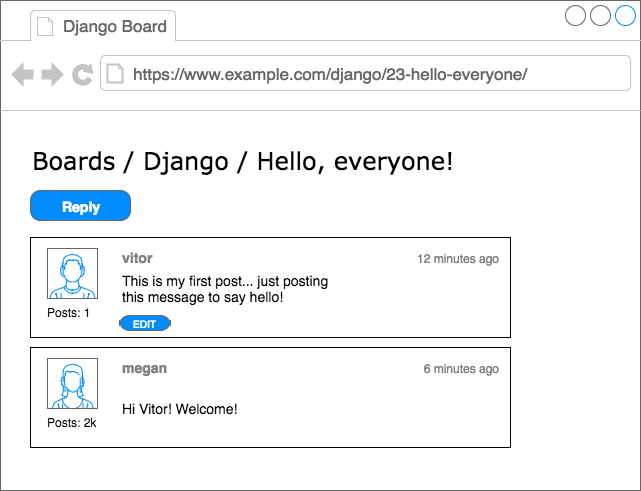 Django Board
https://www.example.com/django/23-hello-everyone/
Boards / Django / Hello, everyone!
Reply
vitor
12 minutes ago
This is my first post... just posting
this message to say hello!
Posts: 1
EDIT
megan
6 minutes ago
Hi Vitor! Welcome!
Posts: 2k